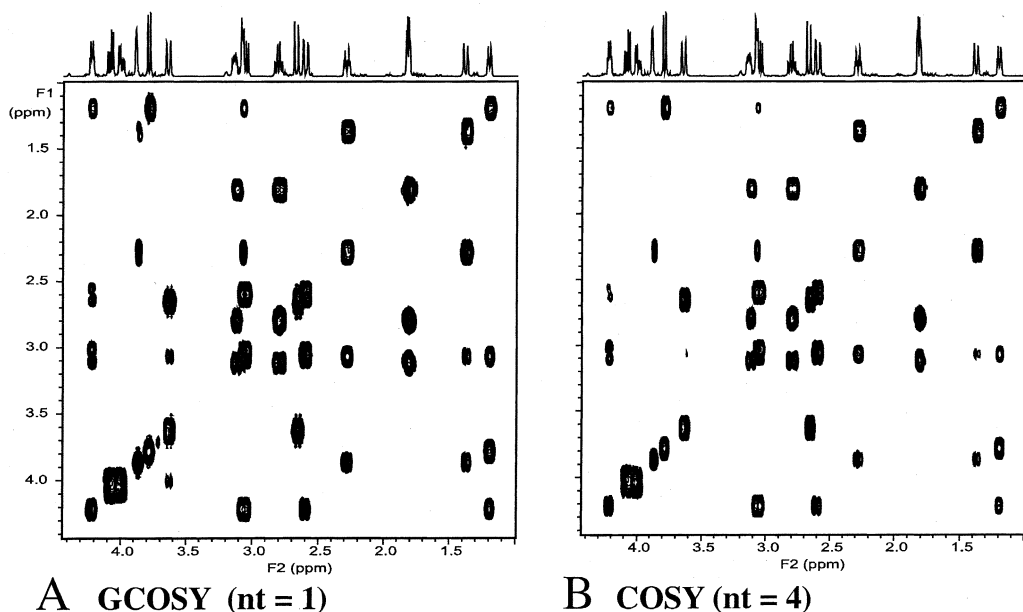 F1
(ppm)
1.5
2.0
2.5
3.0
3.5
4.0
4.0 3.5 3.0 2.5 2.0 1.5
F2 (ppm)
4.0 3.5 3.0 2.5 2.0 1.5
F2 (ppm)
A GCOSY (nt = 1)
B COSY (nt = 4)